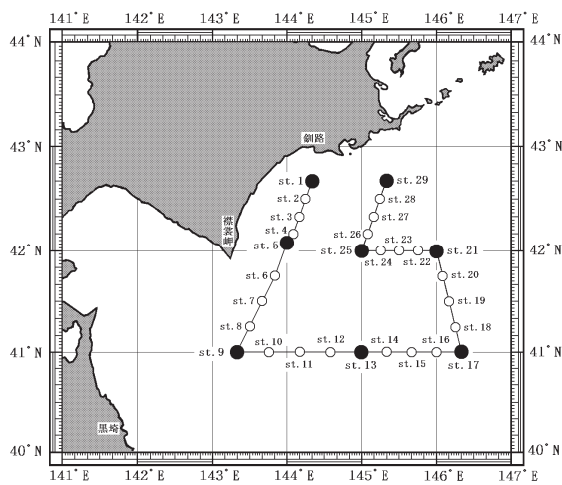 141° E 142° E 143° E 144° E 145° E 146° E 147° E
44° N 44° N
43° N 43° N
42° N 42° N
41° N 41° N
40° N 40° N
釧路
襟裳岬
黒埼
st.1
st.2
st.3
st.4
st.5
st.6
st.7
st.8
st.9
st.10
st.11
st.12
st.13
st.14
st.15
st.16
st.17
st.18
st.19
st.20
st.21
st.22
st.23
st.24
st.25
st.26
st.27
st.28
st.29
141° E 142° E 143° E 144° E 145° E 146° E 147° E